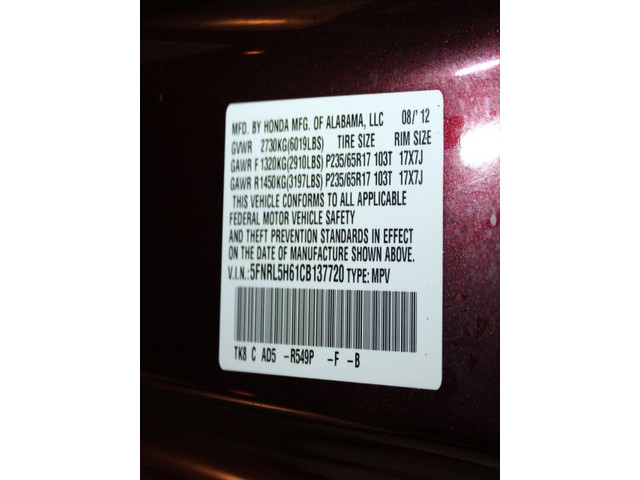 MFD. BY HONDA MFG. OF ALABAMA, LLC 08/'12
GVWR 2730KG(6019LBS) TIRE SIZE RIM SIZE
GAWR F 1320KG(2910LBS) P235/65R17 103T 17X7J
GAWR R1450KG(3197LBS) P235/65R17 103T 17X7J
THIS VEHICLE CONFORMS TO ALL APPLICABLE
FEDERAL MOTOR VEHICLE SAFETY
AND THEFT PREVENTION STANDARDS IN EFFECT
ON THE DATE OF MANUFACTURE SHOWN ABOVE.
V.I.N.: 5FNRL5H61CB137720 TYPE: MPV
TK8 C AD5 -R549P -F -B